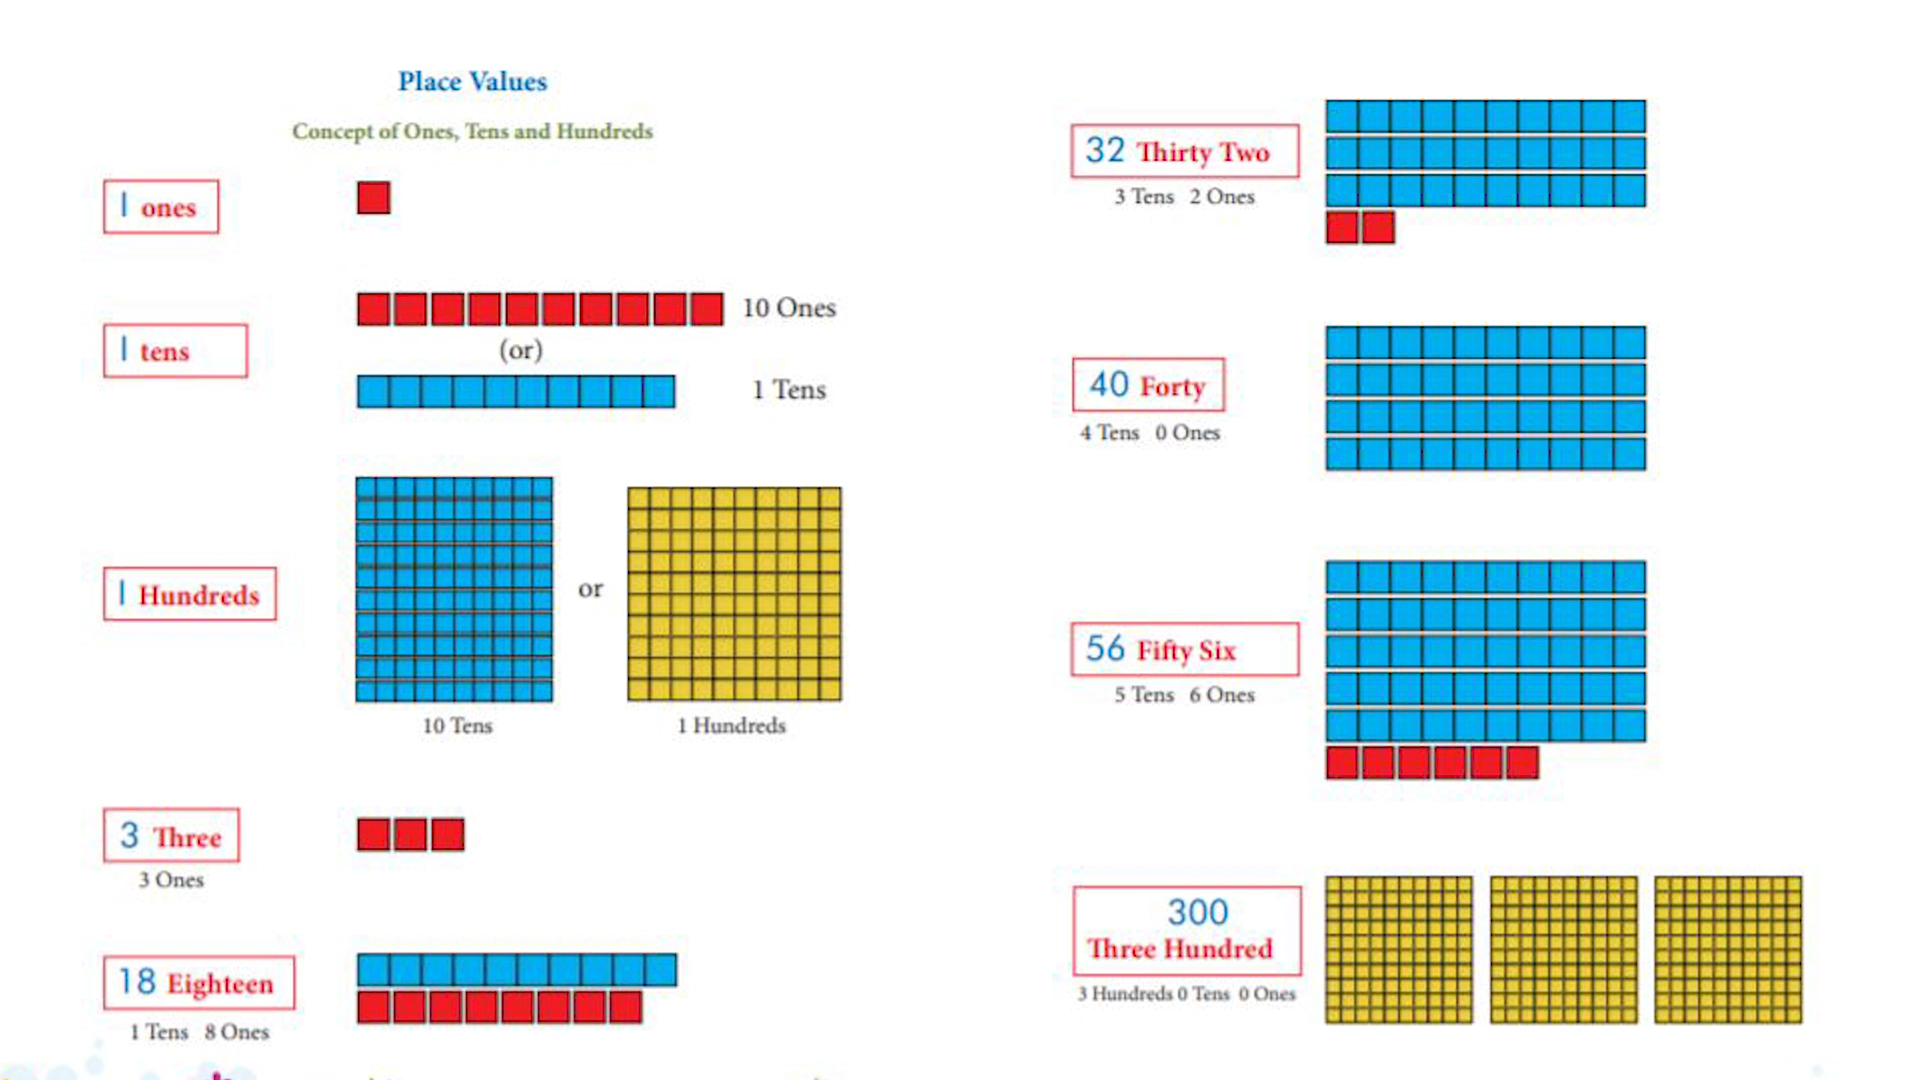 Place Values
Concept of Ones, Tens and Hundreds
1 ones
10 Ones
1 tens
(or)
1 Tens
1 Hundreds
or
10 Tens
1 Hundreds
3 Three
3 Ones
18 Eighteen
1 Tens 8 Ones
32 Thirty Two
3 Tens 2 Ones
40 Forty
4 Tens 0 Ones
56 Fifty Six
5 Tens 6 Ones
300
Three Hundred
3 Hundreds 0 Tens 0 Ones